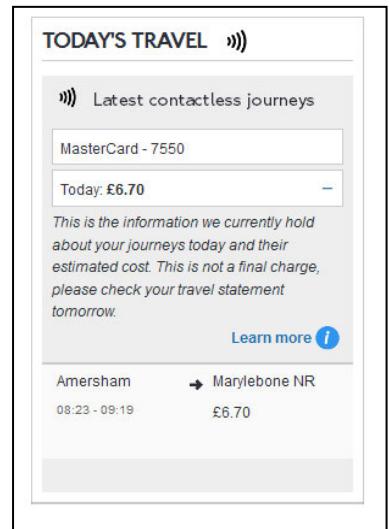 TODAY'S TRAVEL
Latest contactless journeys
MasterCard - 7550
Today: £6.70 −
This is the information we currently hold
about your journeys today and their
estimated cost. This is not a final charge,
please check your travel statement
tomorrow.
Learn more i
Amersham → Marylebone NR
08:23 - 09:19 £6.70